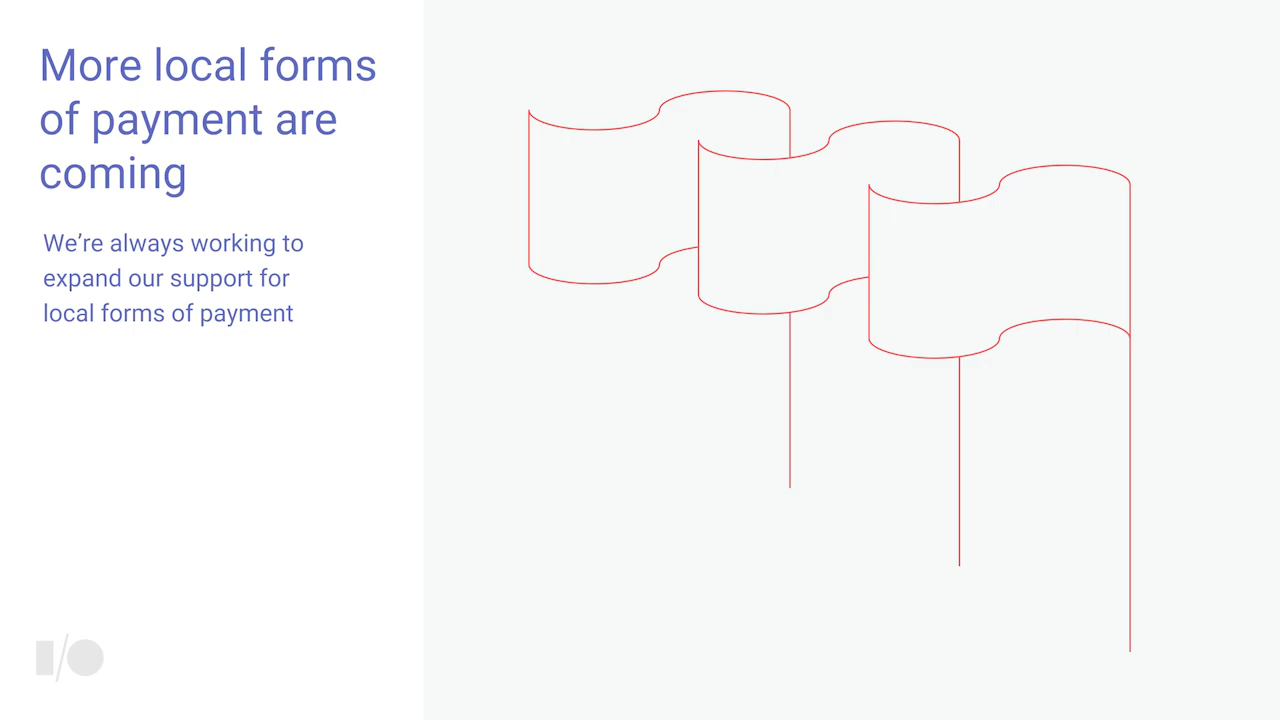 More local forms
of payment are
coming
We’re always working to
expand our support for
local forms of payment
I/O